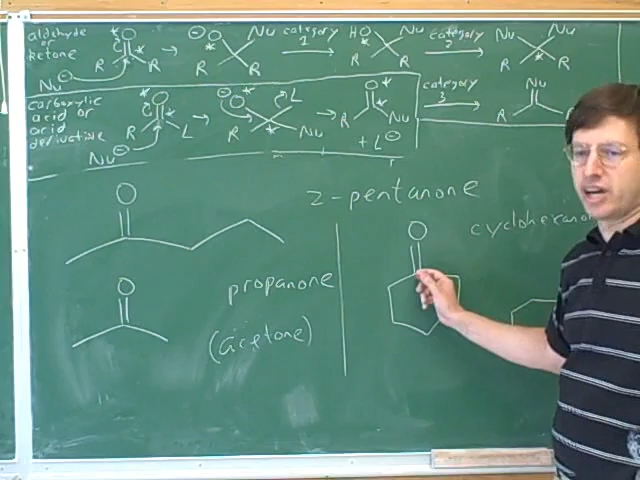 aldehyde
or
ketone
O
Nu⊖
R
R
⊖O
Nu
R
R
category
1
HO
Nu
R
R
category
2
Nu
Nu
R
R
category
3
Nu
R
carboxylic
acid or
acid
derivative
O
Nu⊖
R
L
⊖O
L
R
Nu
O
R
Nu
+ L⊖
2-pentanone
O
O
propanone
(acetone)
O
cyclohexanon